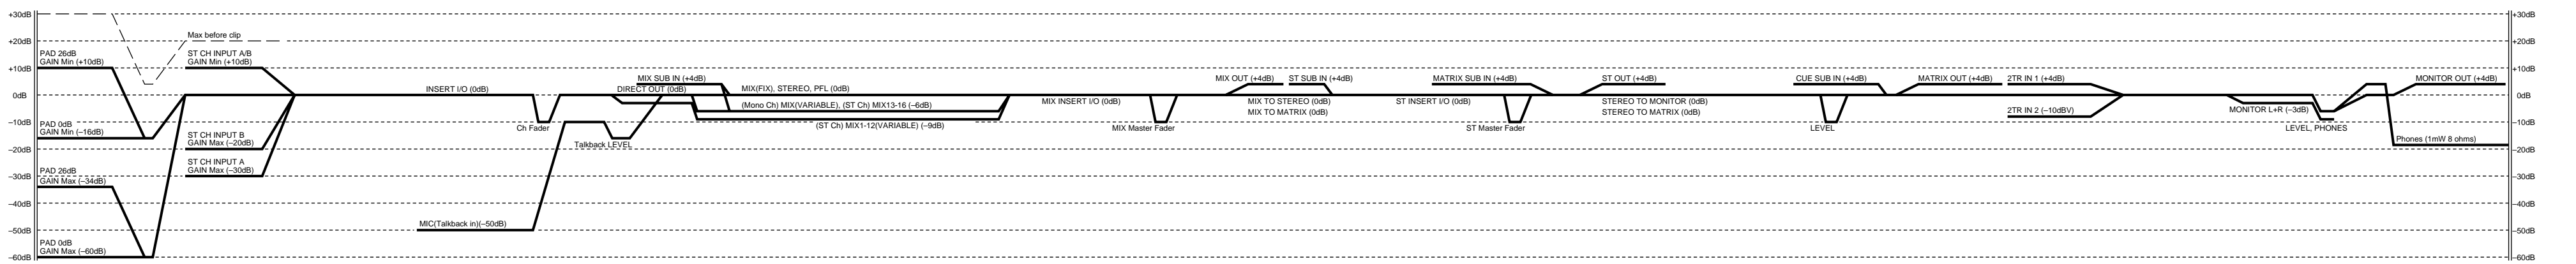 +30dB
+20dB
+10dB
0dB
–10dB
–20dB
–30dB
–40dB
–50dB
–60dB
PAD 26dB
GAIN Min (+10dB)
PAD 0dB
GAIN Min (–16dB)
PAD 26dB
GAIN Max (–34dB)
PAD 0dB
GAIN Max (–60dB)
Max before clip
ST CH INPUT A/B
GAIN Min (+10dB)
ST CH INPUT B
GAIN Max (–20dB)
ST CH INPUT A
GAIN Max (–30dB)
INSERT I/O (0dB)
MIC(Talkback in)(–50dB)
Ch Fader
Talkback LEVEL
MIX SUB IN (+4dB)
DIRECT OUT (0dB)
MIX(FIX), STEREO, PFL (0dB)
(Mono Ch) MIX(VARIABLE), (ST Ch) MIX13-16 (–6dB)
(ST Ch) MIX1-12(VARIABLE) (–9dB)
MIX INSERT I/O (0dB)
MIX Master Fader
MIX OUT (+4dB)
ST SUB IN (+4dB)
MIX TO STEREO (0dB)
MIX TO MATRIX (0dB)
ST INSERT I/O (0dB)
MATRIX SUB IN (+4dB)
ST Master Fader
ST OUT (+4dB)
STEREO TO MONITOR (0dB)
STEREO TO MATRIX (0dB)
CUE SUB IN (+4dB)
LEVEL
MATRIX OUT (+4dB)
2TR IN 1 (+4dB)
2TR IN 2 (–10dBV)
MONITOR L+R (–3dB)
LEVEL, PHONES
MONITOR OUT (+4dB)
Phones (1mW 8 ohms)
+30dB
+20dB
+10dB
0dB
–10dB
–20dB
–30dB
–40dB
–50dB
–60dB